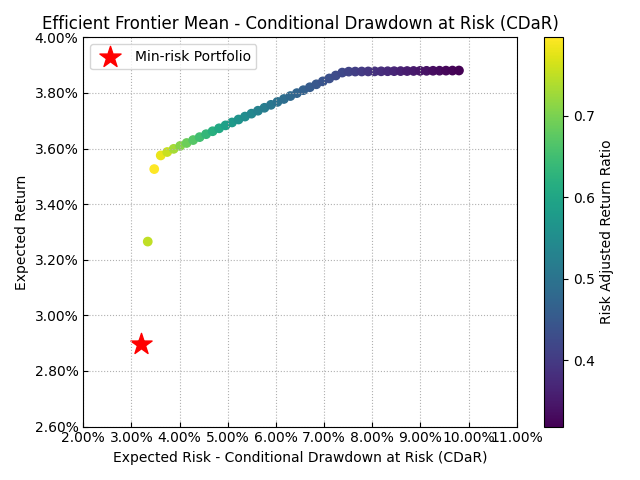 Efficient Frontier Mean - Conditional Drawdown at Risk (CDaR)
4.00%
3.80%
3.60%
3.40%
3.20%
3.00%
2.80%
2.60%
Expected Return
Min-risk Portfolio
2.00% 3.00% 4.00% 5.00% 6.00% 7.00% 8.00% 9.00% 10.00% 11.00%
Expected Risk - Conditional Drawdown at Risk (CDaR)
0.7
0.6
0.5
0.4
Risk Adjusted Return Ratio